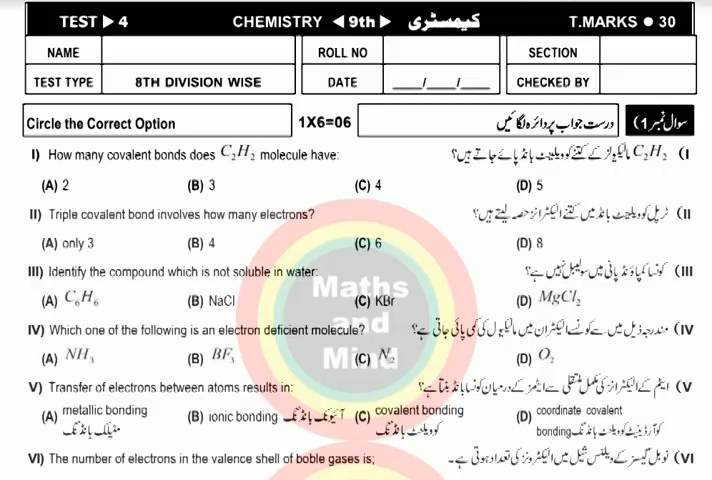 TEST ▶ 4 CHEMISTRY ◀ 9th ▶ کیمسٹری T.MARKS ● 30
NAME ROLL NO SECTION
TEST TYPE 8TH DIVISION WISE DATE ___/___/___ CHECKED BY
Circle the Correct Option 1X6=06 درست جواب پر دائرہ لگائیں سوال نمبر 1)
I) How many covalent bonds does C₂H₂ molecule have: C₂H₂ مالیکیولز کے کتنے کوویلینٹ بانڈ پائے جاتے ہیں؟ (I
(A) 2 (B) 3 (C) 4 (D) 5
II) Triple covalent bond involves how many electrons? ٹرپل کوویلینٹ بانڈ میں کتنے الیکٹرانز حصہ لیتے ہیں؟ (II
(A) only 3 (B) 4 (C) 6 (D) 8
III) Identify the compound which is not soluble in water: کونسا کمپاؤنڈ پانی میں سولیبل نہیں ہے؟ (III
(A) C₆H₆ (B) NaCl (C) KBr (D) MgCl₂
IV) Which one of the following is an electron deficient molecule? مندرجہ ذیل میں سے کونسے الیکٹران میں مالیکیول کی کمی پائی جاتی ہے؟ (IV
(A) NH₃ (B) BF₃ (C) N₂ (D) O₂
V) Transfer of electrons between atoms results in: ایٹم کے الیکٹرانز کی مکمل منتقلی سے ایٹمز کے درمیان کونسا بانڈ بنتا ہے؟ (V
(A) metallic bonding (B) ionic bonding آئیونک بانڈنگ (C) covalent bonding (D) coordinate covalent
مٹیلک بانڈنگ کوویلنٹ بانڈنگ bonding کوآرڈینیٹ کوویلنٹ بانڈنگ
VI) The number of electrons in the valence shell of boble gases is; نوبل گیسز کے ویلنس شیل میں الیکٹرونز کی تعداد ہوتی ہے۔ (VI
Maths
and
Mind